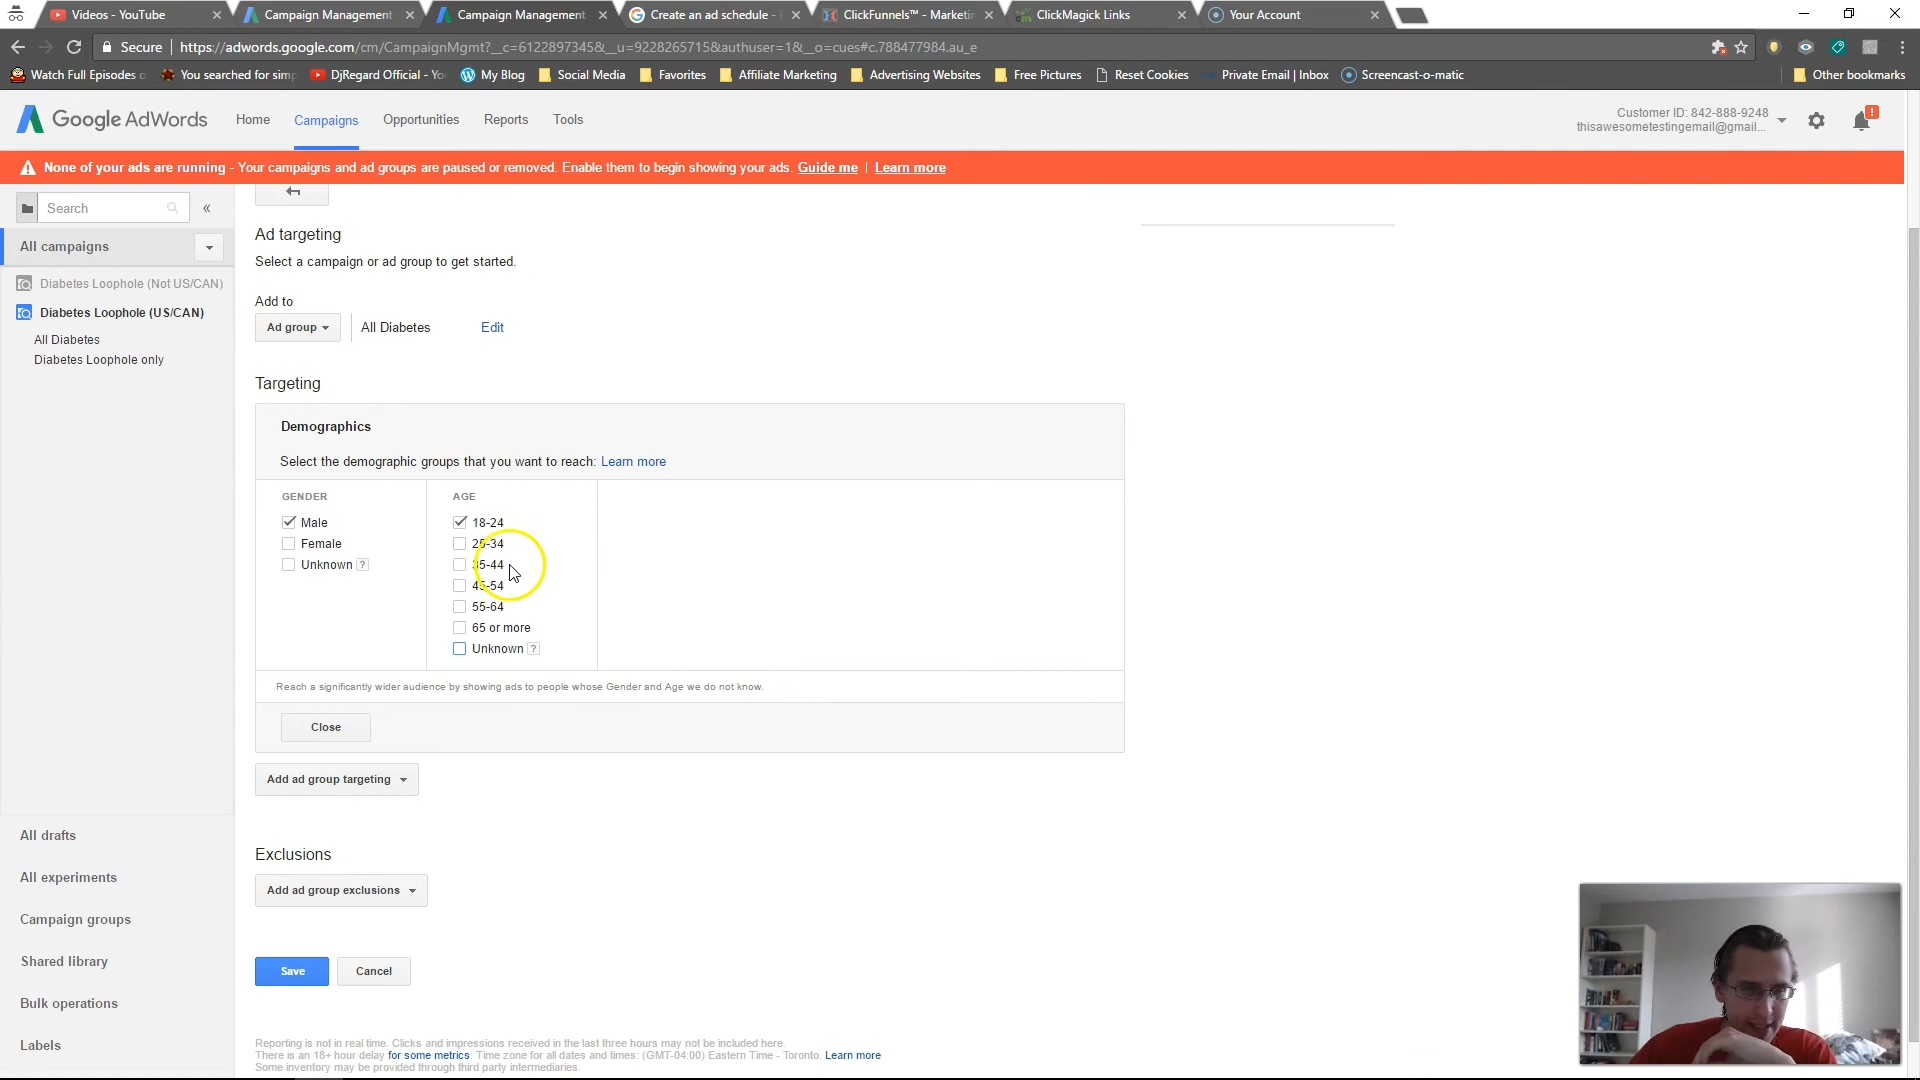 Videos - YouTube
Campaign Management
Campaign Management
Create an ad schedule -
ClickFunnels™ - Marketin
ClickMagick Links
Your Account
Secure
https://adwords.google.com/cm/CampaignMgmt?__c=6122897345&__u=9228265715&authuser=1&__o=cues#c.788477984.au_e
Watch Full Episodes o
You searched for simp
DjRegard Official - Yo
My Blog
Social Media
Favorites
Affiliate Marketing
Advertising Websites
Free Pictures
Reset Cookies
Private Email | Inbox
Screencast-o-matic
Other bookmarks
Google AdWords
Home
Campaigns
Opportunities
Reports
Tools
Customer ID: 842-888-9248
thisawesometestingemail@gmail...
!
None of your ads are running - Your campaigns and ad groups are paused or removed. Enable them to begin showing your ads. Guide me | Learn more
Search
«
All campaigns
Diabetes Loophole (Not US/CAN)
Diabetes Loophole (US/CAN)
All Diabetes
Diabetes Loophole only
All drafts
All experiments
Campaign groups
Shared library
Bulk operations
Labels
Ad targeting
Select a campaign or ad group to get started.
Add to
Ad group
All Diabetes
Edit
Targeting
Demographics
Select the demographic groups that you want to reach: Learn more
GENDER
Male
Female
Unknown ?
AGE
18-24
25-34
35-44
45-54
55-64
65 or more
Unknown ?
Reach a significantly wider audience by showing ads to people whose Gender and Age we do not know.
Close
Add ad group targeting
Exclusions
Add ad group exclusions
Save
Cancel
Reporting is not in real time. Clicks and impressions received in the last three hours may not be included here.
There is an 18+ hour delay for some metrics. Time zone for all dates and times: (GMT-04:00) Eastern Time - Toronto. Learn more
Some inventory may be provided through third party intermediaries.